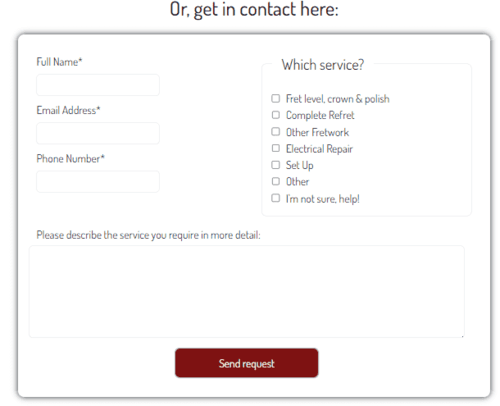 Or, get in contact here:
Full Name*
Email Address*
Phone Number*
Which service?
Fret level, crown & polish
Complete Refret
Other Fretwork
Electrical Repair
Set Up
Other
I'm not sure, help!
Please describe the service you require in more detail:
Send request